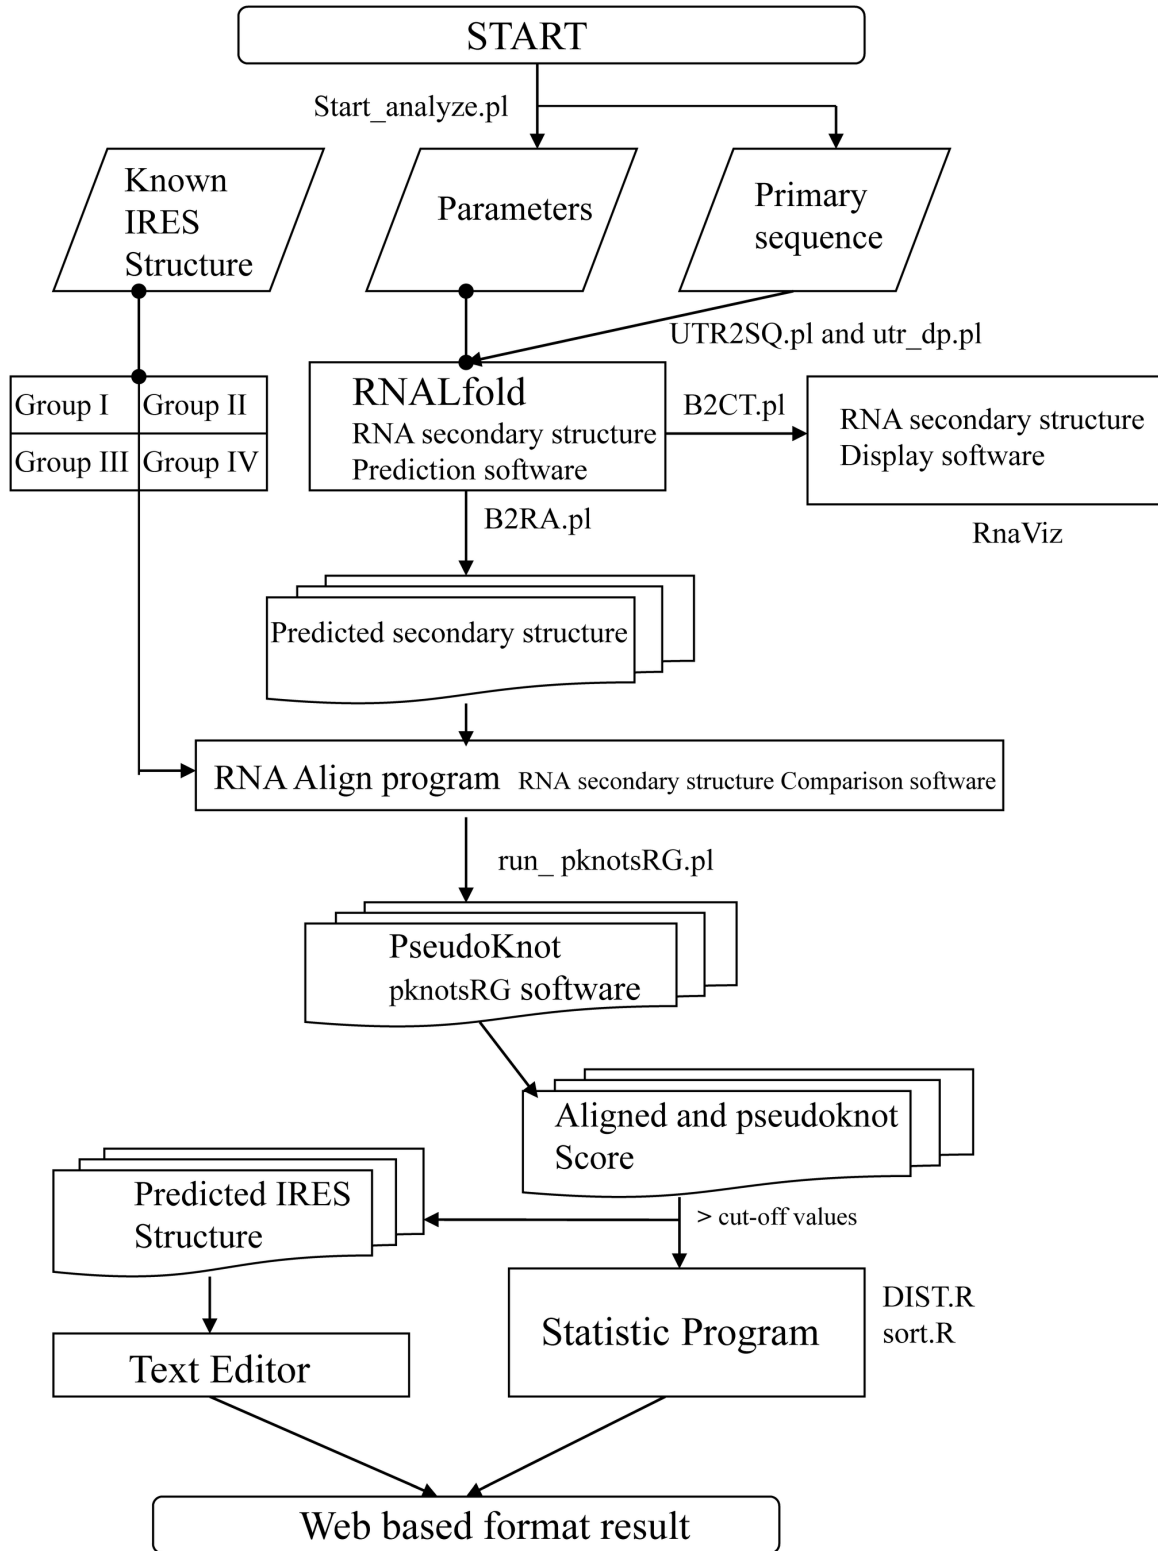 START
Start_analyze.pl
Known
IRES
Structure
Parameters
Primary
sequence
UTR2SQ.pl and utr_dp.pl
Group I
Group II
Group III
Group IV
RNALfold
RNA secondary structure
Prediction software
B2CT.pl
RNA secondary structure
Display software
RnaViz
B2RA.pl
Predicted secondary structure
RNA Align program RNA secondary structure Comparison software
run_ pknotsRG.pl
PseudoKnot
pknotsRG software
Aligned and pseudoknot
Score
> cut-off values
Predicted IRES
Structure
Statistic Program
DIST.R
sort.R
Text Editor
Web based format result